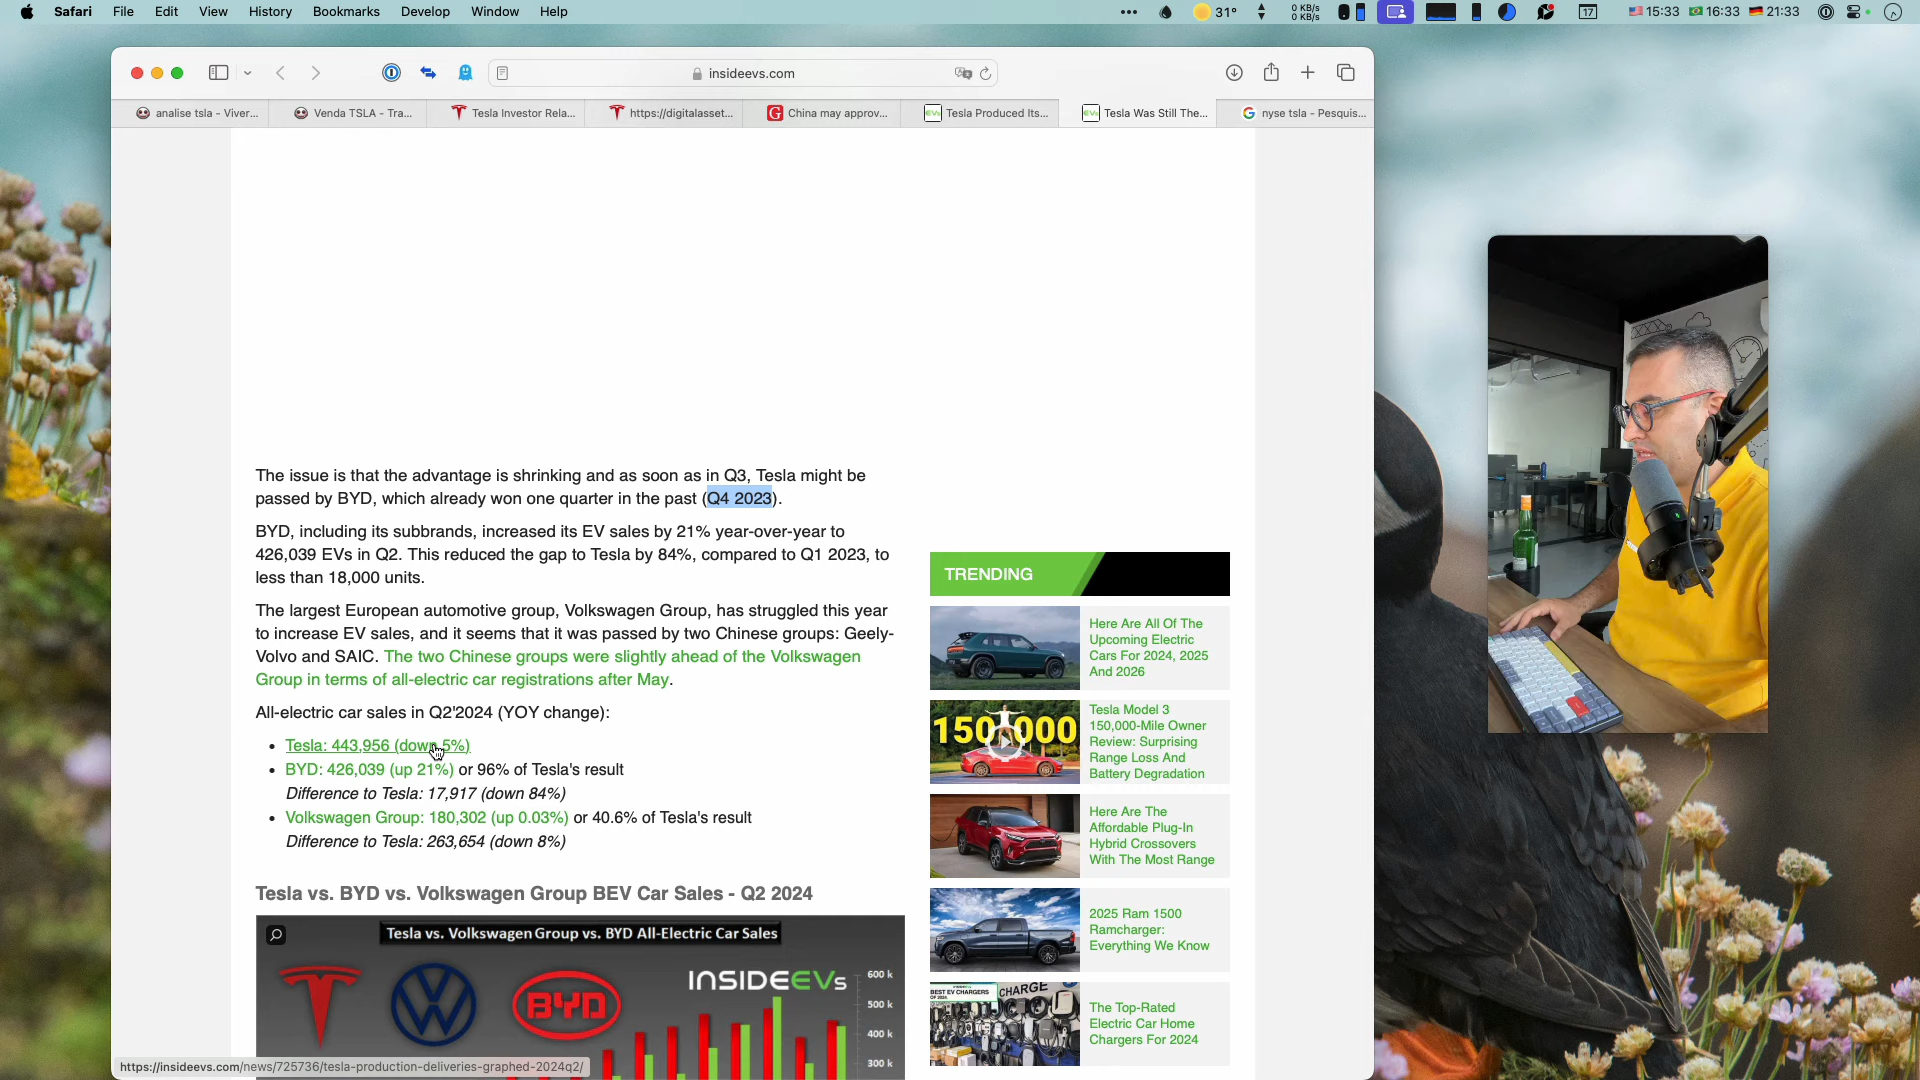 Safari File Edit View History Bookmarks Develop Window Help
31° 0 KB/s 0 KB/s 17 15:33 16:33 21:33
insideevs.com
analise tsla - Viver... Venda TSLA - Tra... Tesla Investor Rela... https://digitalasset... China may approv... Tesla Produced Its... Tesla Was Still The... nyse tsla - Pesquis...
The issue is that the advantage is shrinking and as soon as in Q3, Tesla might be
passed by BYD, which already won one quarter in the past (Q4 2023).
BYD, including its subbrands, increased its EV sales by 21% year-over-year to
426,039 EVs in Q2. This reduced the gap to Tesla by 84%, compared to Q1 2023, to
less than 18,000 units.
The largest European automotive group, Volkswagen Group, has struggled this year
to increase EV sales, and it seems that it was passed by two Chinese groups: Geely-
Volvo and SAIC. The two Chinese groups were slightly ahead of the Volkswagen
Group in terms of all-electric car registrations after May.
All-electric car sales in Q2'2024 (YOY change):
• Tesla: 443,956 (down 5%)
• BYD: 426,039 (up 21%) or 96% of Tesla's result
Difference to Tesla: 17,917 (down 84%)
• Volkswagen Group: 180,302 (up 0.03%) or 40.6% of Tesla's result
Difference to Tesla: 263,654 (down 8%)
Tesla vs. BYD vs. Volkswagen Group BEV Car Sales - Q2 2024
Tesla vs. Volkswagen Group vs. BYD All-Electric Car Sales
INSIDEEVs
BYD
600 k
500 k
400 k
300 k
TRENDING
Here Are All Of The
Upcoming Electric
Cars For 2024, 2025
And 2026
150,000
Tesla Model 3
150,000-Mile Owner
Review: Surprising
Range Loss And
Battery Degradation
Here Are The
Affordable Plug-In
Hybrid Crossovers
With The Most Range
2025 Ram 1500
Ramcharger:
Everything We Know
BEST EV CHARGERS
OF 2024
CHARGE
The Top-Rated
Electric Car Home
Chargers For 2024
https://insideevs.com/news/725736/tesla-production-deliveries-graphed-2024q2/